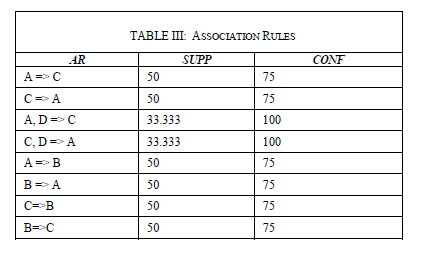 TABLE III: ASSOCIATION RULES
AR SUPP CONF
A => C 50 75
C => A 50 75
A, D => C 33.333 100
C, D => A 33.333 100
A => B 50 75
B => A 50 75
C=>B 50 75
B=>C 50 75